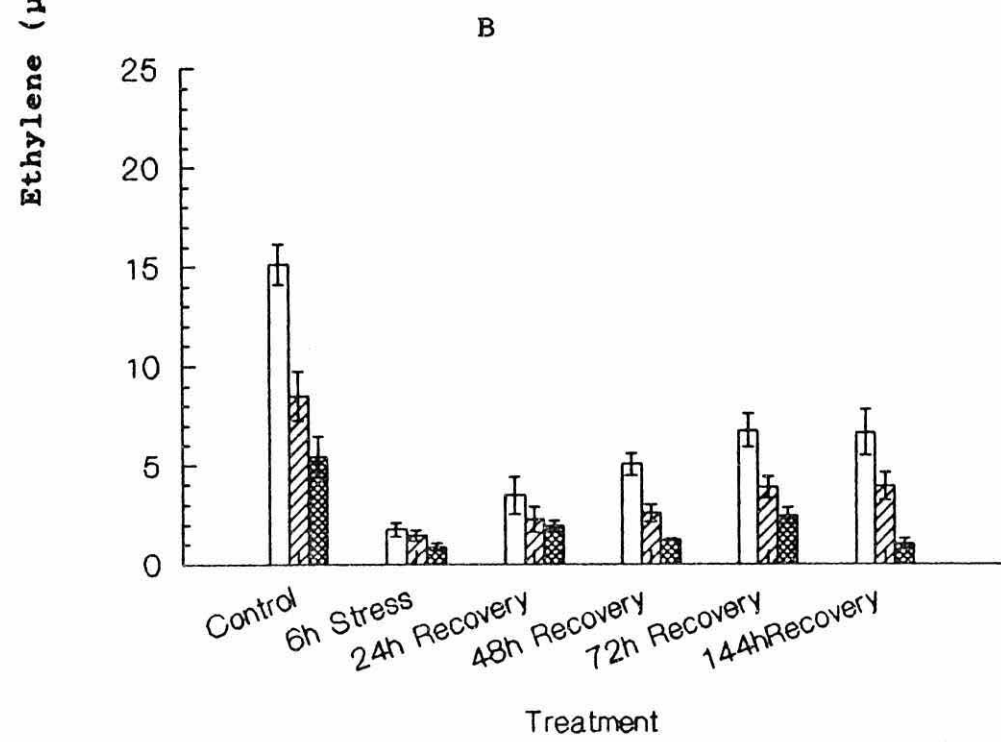 Ethylene (µ
B
25
20
15
10
5
0
Control
6h Stress
24h Recovery
48h Recovery
72h Recovery
144hRecovery
Treatment